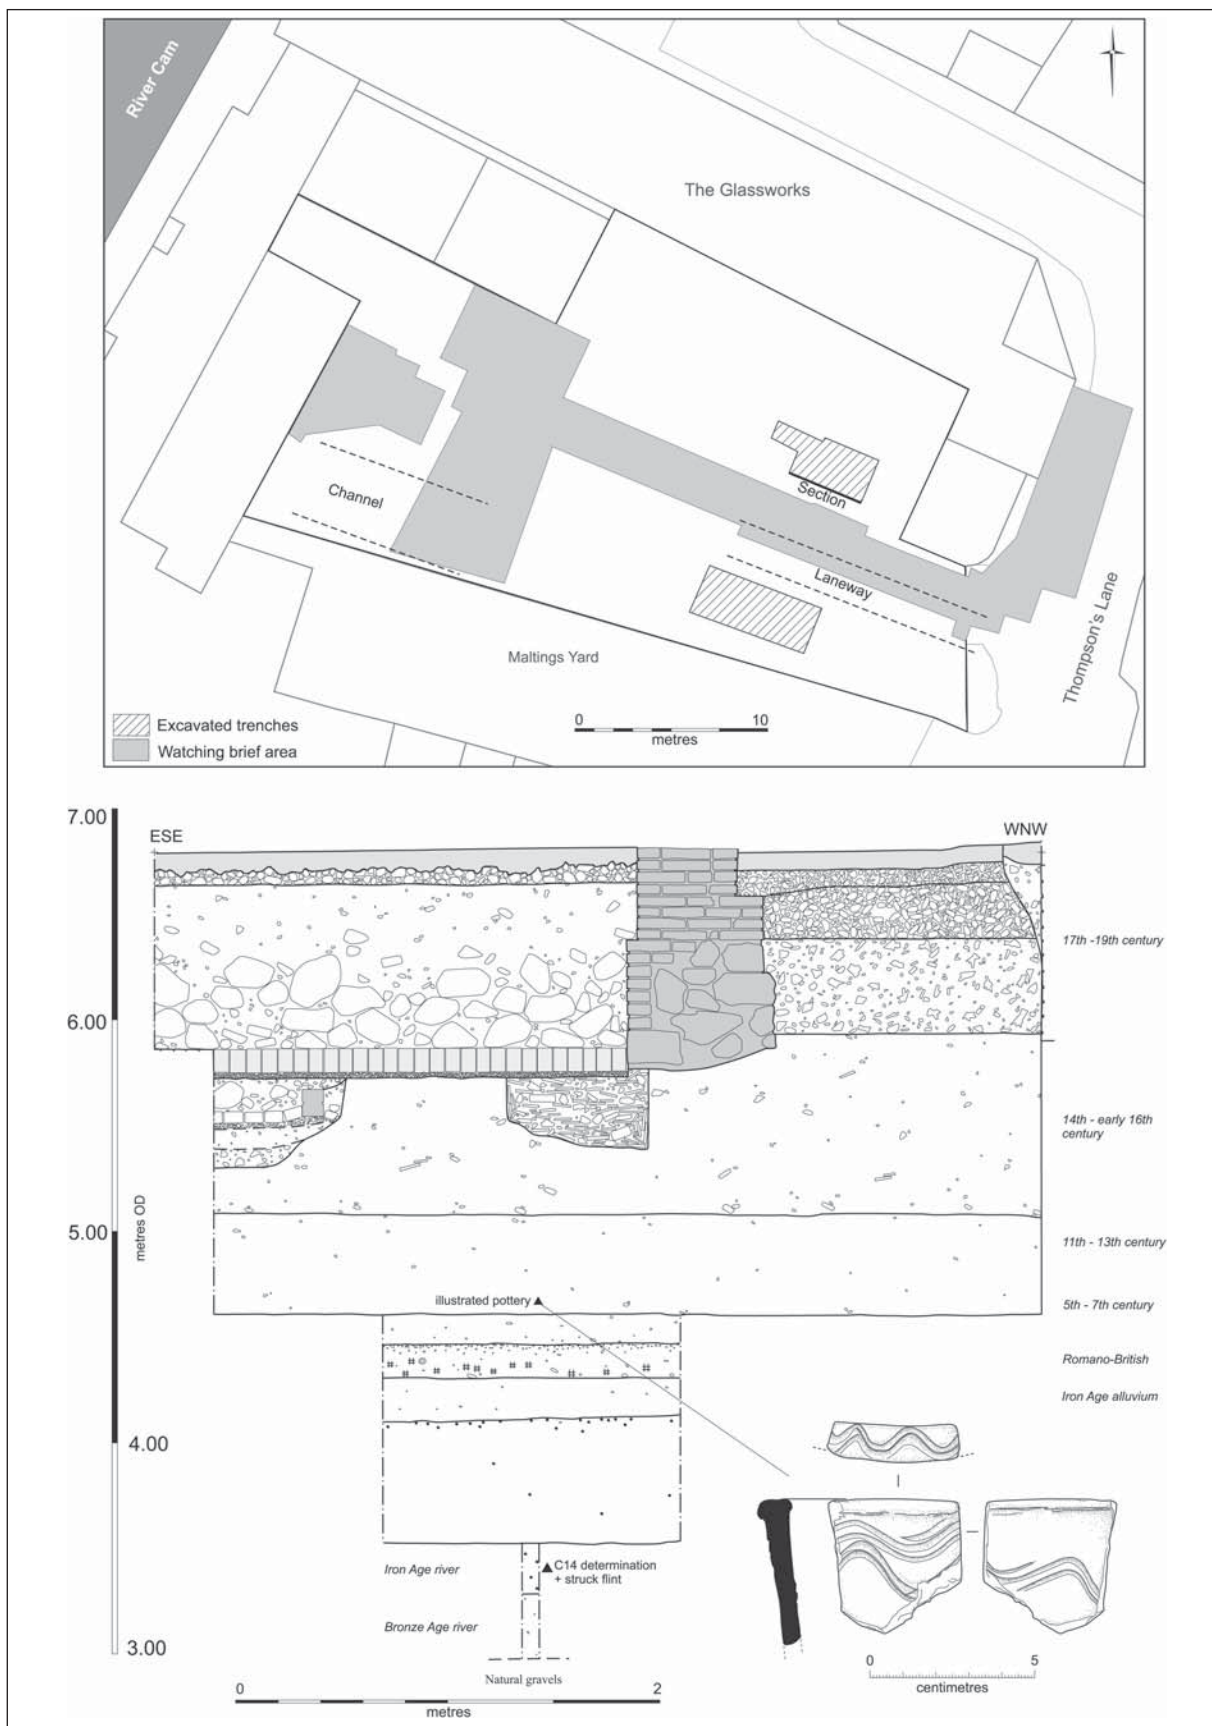 River Cam
The Glassworks
Channel
Section
Laneway
Maltings Yard
Thompson's Lane
Excavated trenches
Watching brief area
0 10
metres
7.00
ESE
WNW
17th -19th century
6.00
14th - early 16th
century
metres OD
5.00
11th - 13th century
illustrated pottery
5th - 7th century
Romano-British
Iron Age alluvium
4.00
Iron Age river
C14 determination
+ struck flint
Bronze Age river
3.00
Natural gravels
0 2
metres
0 5
centimetres